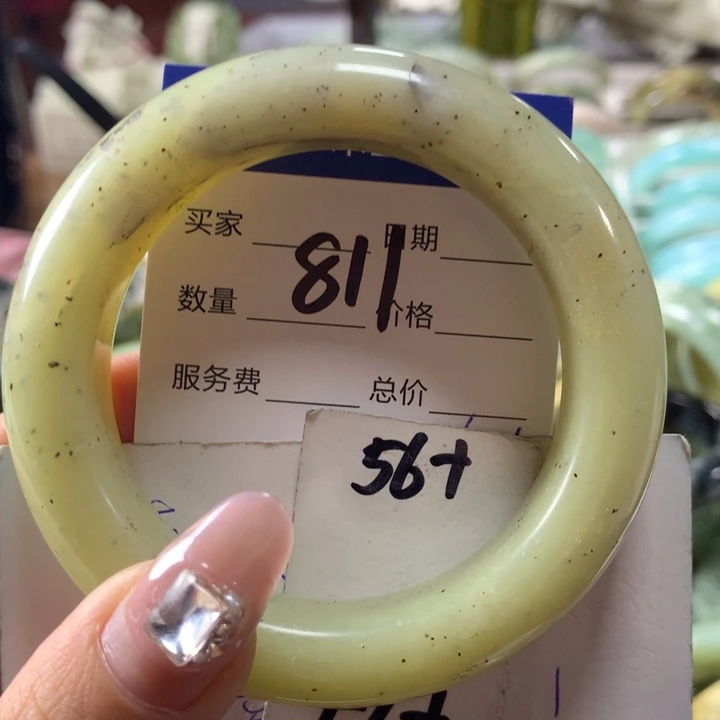 买家 日期
811
数量 价格
服务费 总价
56+